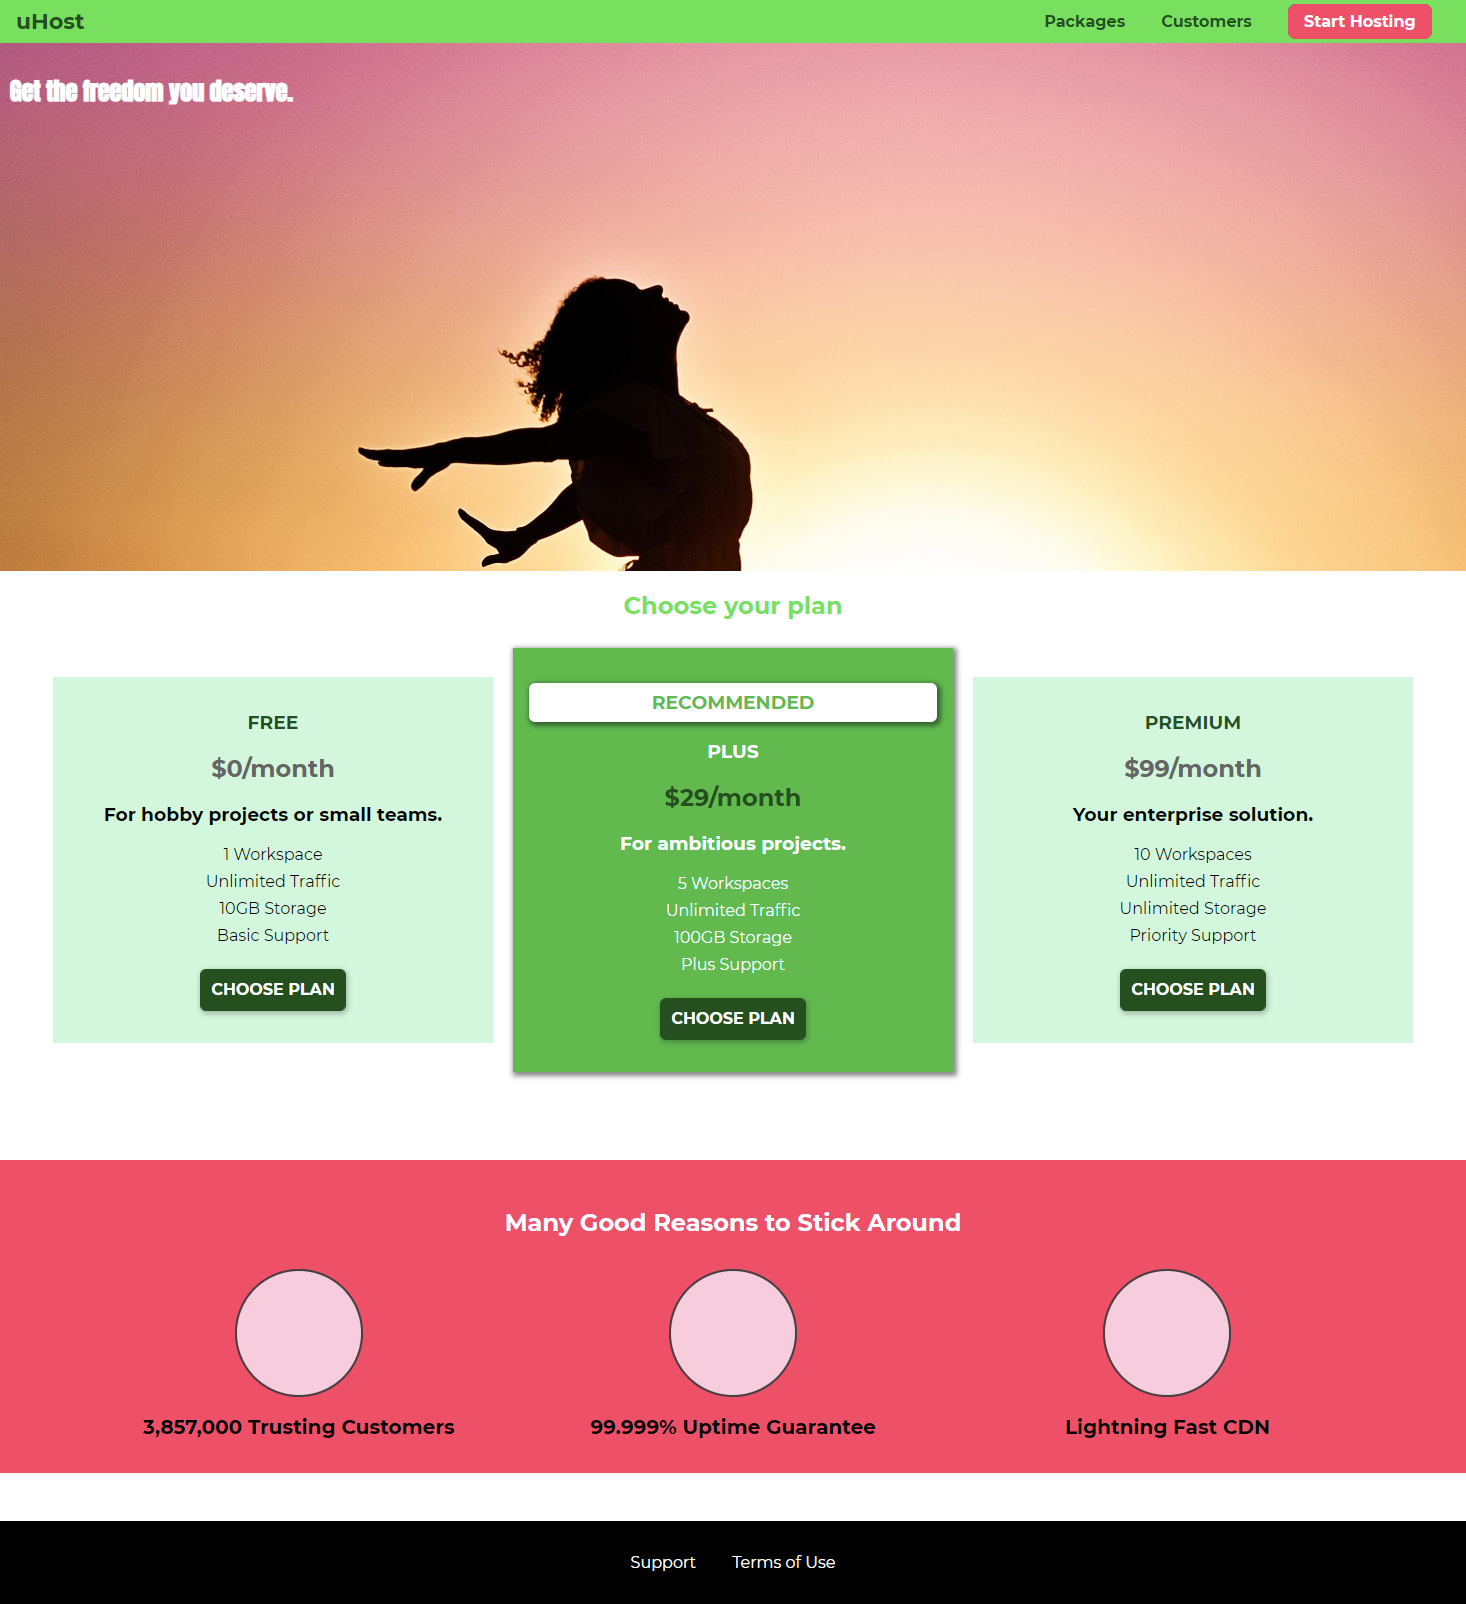 uHost
Packages
Customers
Start Hosting
Get the freedom you deserve.
Choose your plan
FREE
$0/month
For hobby projects or small teams.
1 Workspace
Unlimited Traffic
10GB Storage
Basic Support
CHOOSE PLAN
RECOMMENDED
PLUS
$29/month
For ambitious projects.
5 Workspaces
Unlimited Traffic
100GB Storage
Plus Support
CHOOSE PLAN
PREMIUM
$99/month
Your enterprise solution.
10 Workspaces
Unlimited Traffic
Unlimited Storage
Priority Support
CHOOSE PLAN
Many Good Reasons to Stick Around
3,857,000 Trusting Customers
99.999% Uptime Guarantee
Lightning Fast CDN
Support
Terms of Use